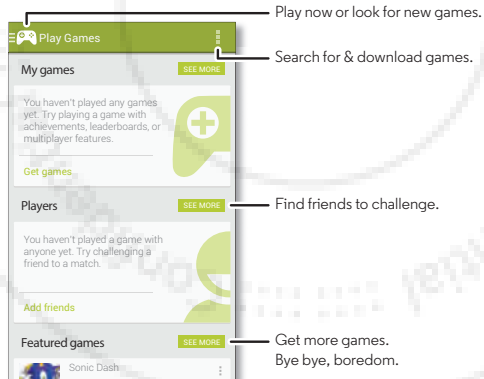 Play now or look for new games.
Play Games
Search for & download games.
My games
SEE MORE
You haven't played any games
yet. Try playing a game with
achievements, leaderboards, or
multiplayer features.
Get games
Players
SEE MORE
Find friends to challenge.
You haven't played a game with
anyone yet. Try challenging a
friend to a match.
Add friends
Featured games
SEE MORE
Get more games.
Bye bye, boredom.
Sonic Dash